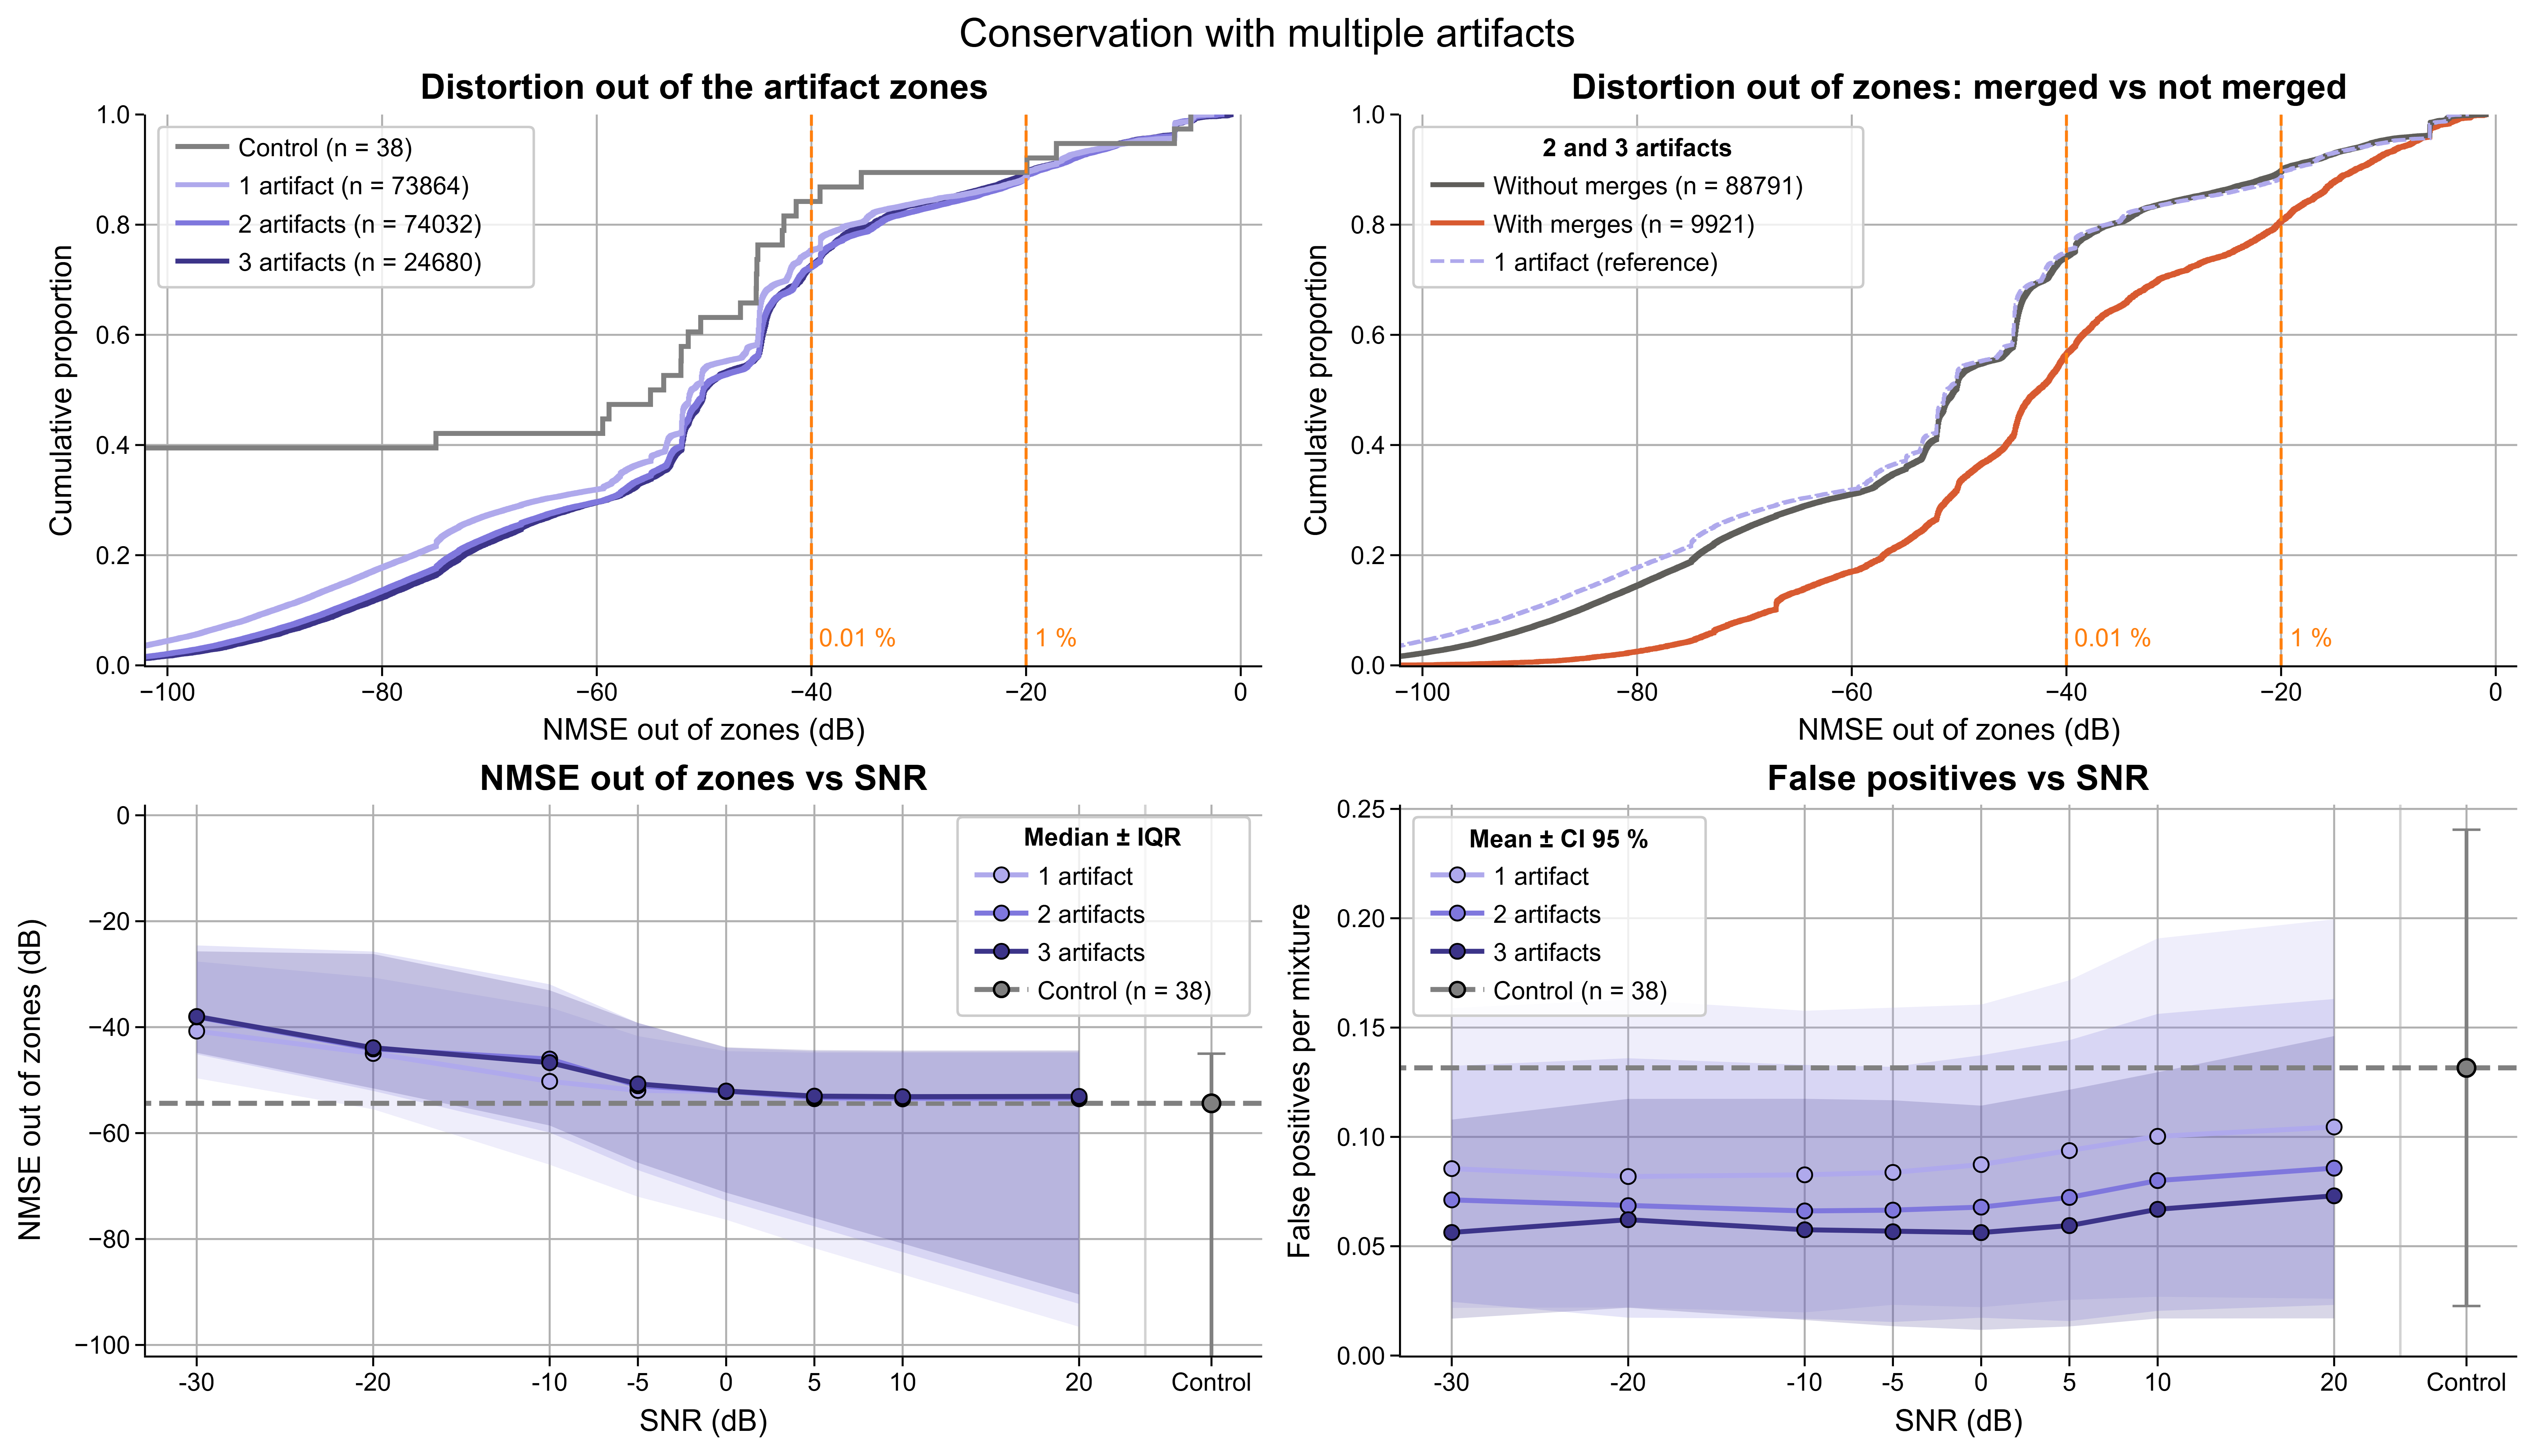 Conservation with multiple artifacts
Distortion out of the artifact zones
Cumulative proportion
1.0
0.8
0.6
0.4
0.2
0.0
Control (n = 38)
1 artifact (n = 73864)
2 artifacts (n = 74032)
3 artifacts (n = 24680)
0.01 %
1 %
−100
−80
−60
−40
−20
0
NMSE out of zones (dB)
Distortion out of zones: merged vs not merged
Cumulative proportion
1.0
0.8
0.6
0.4
0.2
0.0
2 and 3 artifacts
Without merges (n = 88791)
With merges (n = 9921)
1 artifact (reference)
0.01 %
1 %
−100
−80
−60
−40
−20
0
NMSE out of zones (dB)
NMSE out of zones vs SNR
NMSE out of zones (dB)
0
−20
−40
−60
−80
−100
Median ± IQR
1 artifact
2 artifacts
3 artifacts
Control (n = 38)
-30
-20
-10
-5
0
5
10
20
Control
SNR (dB)
False positives vs SNR
False positives per mixture
0.25
0.20
0.15
0.10
0.05
0.00
Mean ± CI 95 %
1 artifact
2 artifacts
3 artifacts
Control (n = 38)
-30
-20
-10
-5
0
5
10
20
Control
SNR (dB)